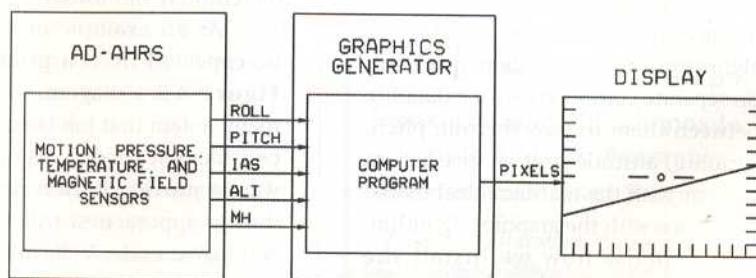 AD-AHRS
MOTION, PRESSURE,
TEMPERATURE, AND
MAGNETIC FIELD
SENSORS
ROLL
PITCH
IAS
ALT
MH
GRAPHICS
GENERATOR
COMPUTER
PROGRAM
PIXELS
DISPLAY